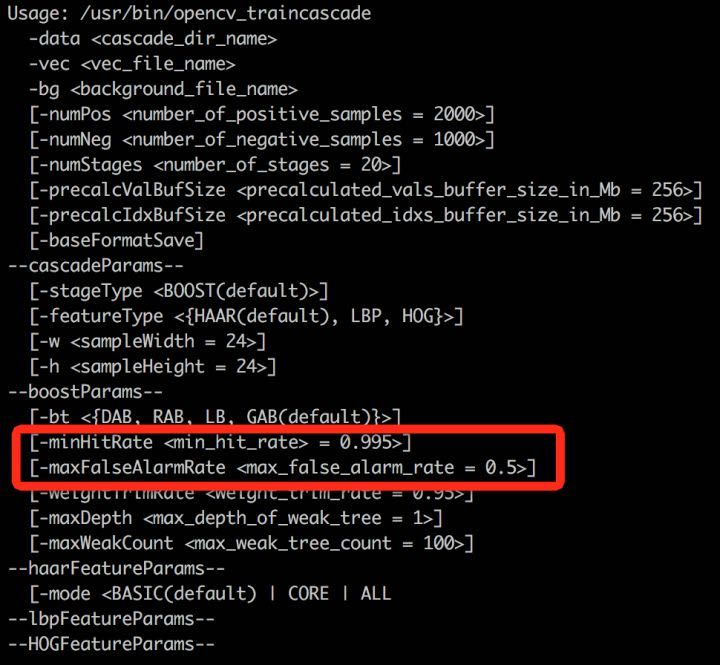 Usage: /usr/bin/opencv_traincascade
-data <cascade_dir_name>
-vec <vec_file_name>
-bg <background_file_name>
[-numPos <number_of_positive_samples = 2000>]
[-numNeg <number_of_negative_samples = 1000>]
[-numStages <number_of_stages = 20>]
[-precalcValBufSize <precalculated_vals_buffer_size_in_Mb = 256>]
[-precalcIdxBufSize <precalculated_idxs_buffer_size_in_Mb = 256>]
[-baseFormatSave]
--cascadeParams--
[-stageType <BOOST(default)>]
[-featureType <{HAAR(default), LBP, HOG}>]
[-w <sampleWidth = 24>]
[-h <sampleHeight = 24>]
--boostParams--
[-bt <{DAB, RAB, LB, GAB(default)}>]
[-minHitRate <min_hit_rate> = 0.995>]
[-maxFalseAlarmRate <max_false_alarm_rate = 0.5>]
[-weightTrimRate <weight_trim_rate = 0.95>]
[-maxDepth <max_depth_of_weak_tree = 1>]
[-maxWeakCount <max_weak_tree_count = 100>]
--haarFeatureParams--
[-mode <BASIC(default) | CORE | ALL
--lbpFeatureParams--
--HOGFeatureParams--